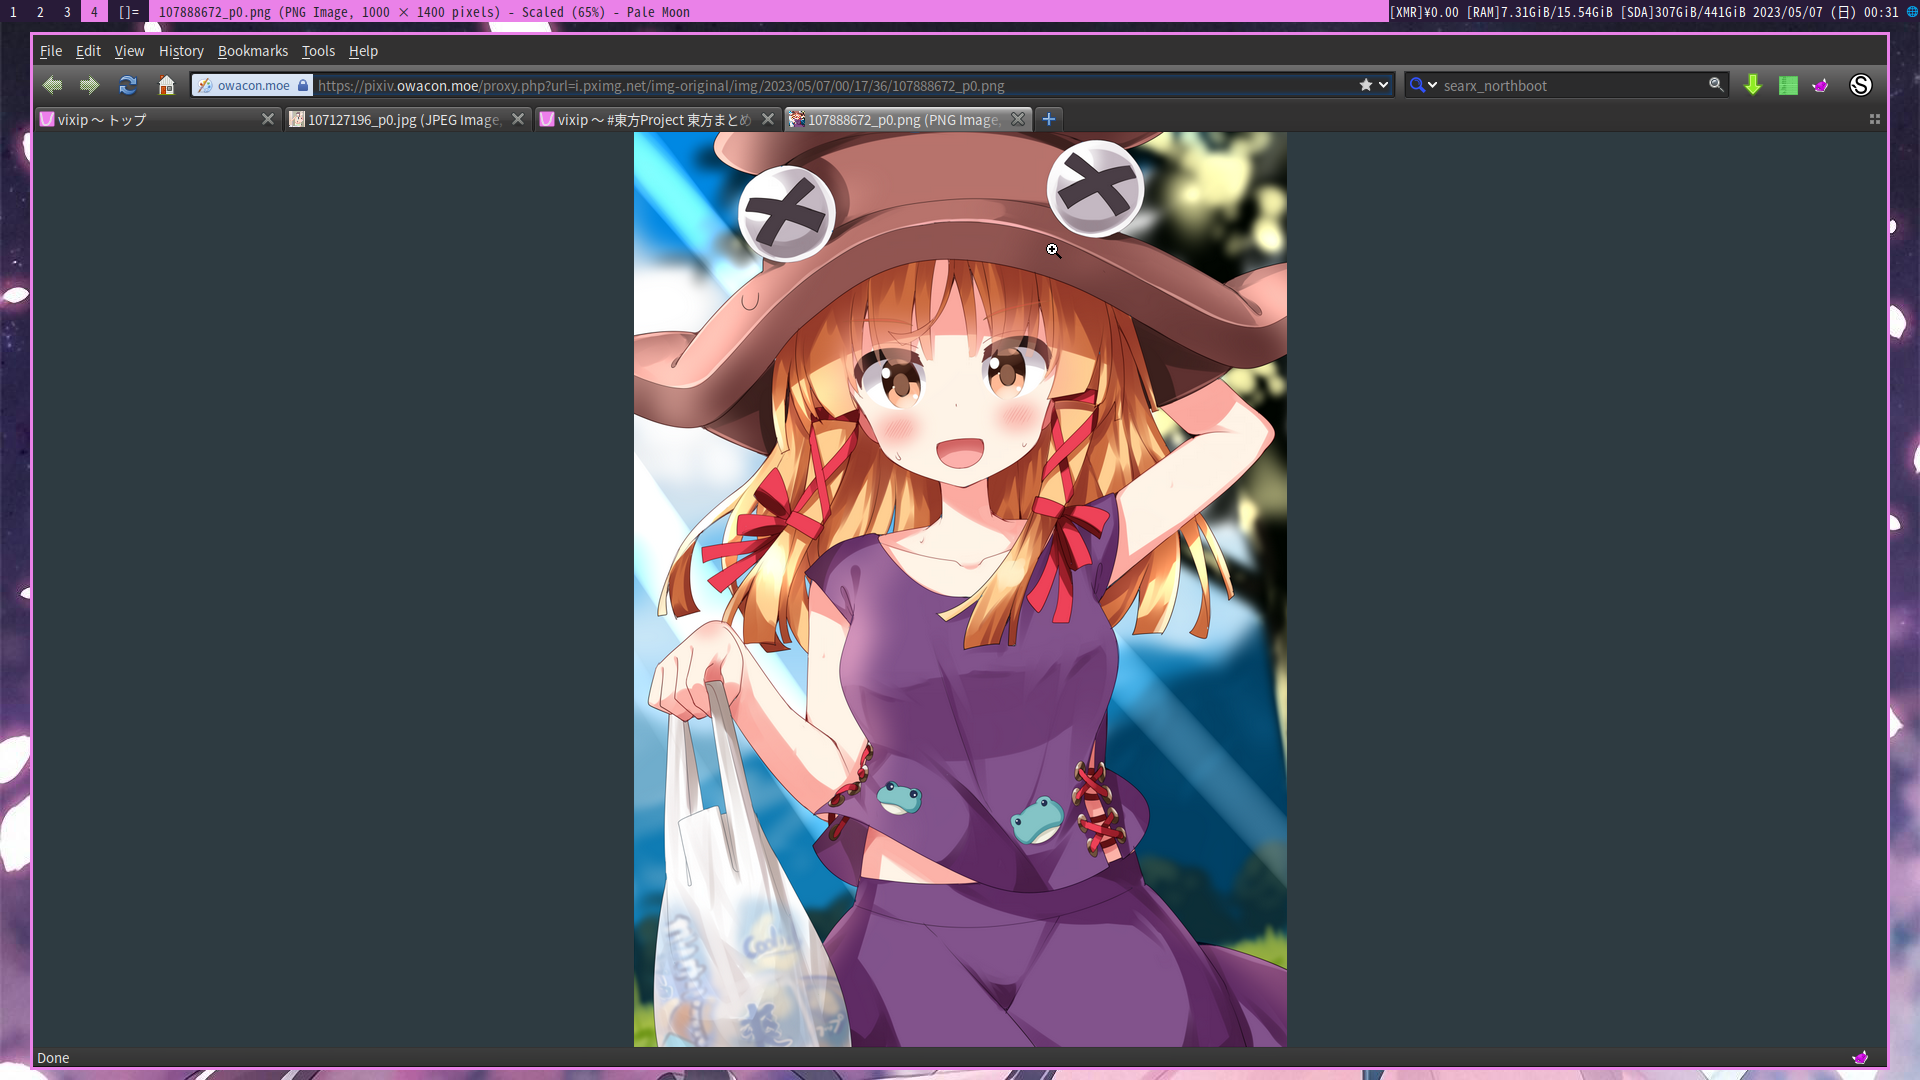 1 2 3 4 []= 107888672_p0.png (PNG Image, 1000 × 1400 pixels) - Scaled (65%) - Pale Moon [XMR]¥0.00 [RAM]7.31GiB/15.54GiB [SDA]307GiB/441GiB 2023/05/07 (日) 00:31
File Edit View History Bookmarks Tools Help
owacon.moe https://pixiv.owacon.moe/proxy.php?url=i.pximg.net/img-original/img/2023/05/07/00/17/36/107888672_p0.png searx_northboot
vixip 〜 トップ 107127196_p0.jpg (JPEG Image, vixip 〜 #東方Project 東方まとめ 107888672_p0.png (PNG Image,
Cool
Done